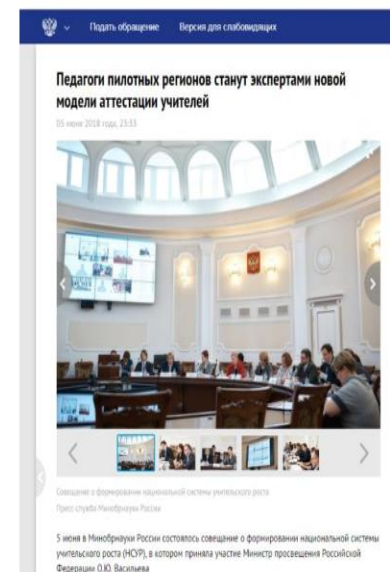 Подать обращение Версия для слабовидящих
Педагоги пилотных регионов станут экспертами новой
модели аттестации учителей
05 июня 2018 года, 23:33
Совещание о формировании национальной системы учительского роста
Пресс-служба Минобрнауки России
5 июня в Минобрнауки России состоялось совещание о формировании национальной системы
учительского роста (НСУР), в котором приняла участие Министр просвещения Российской
Федерации О.Ю. Васильева